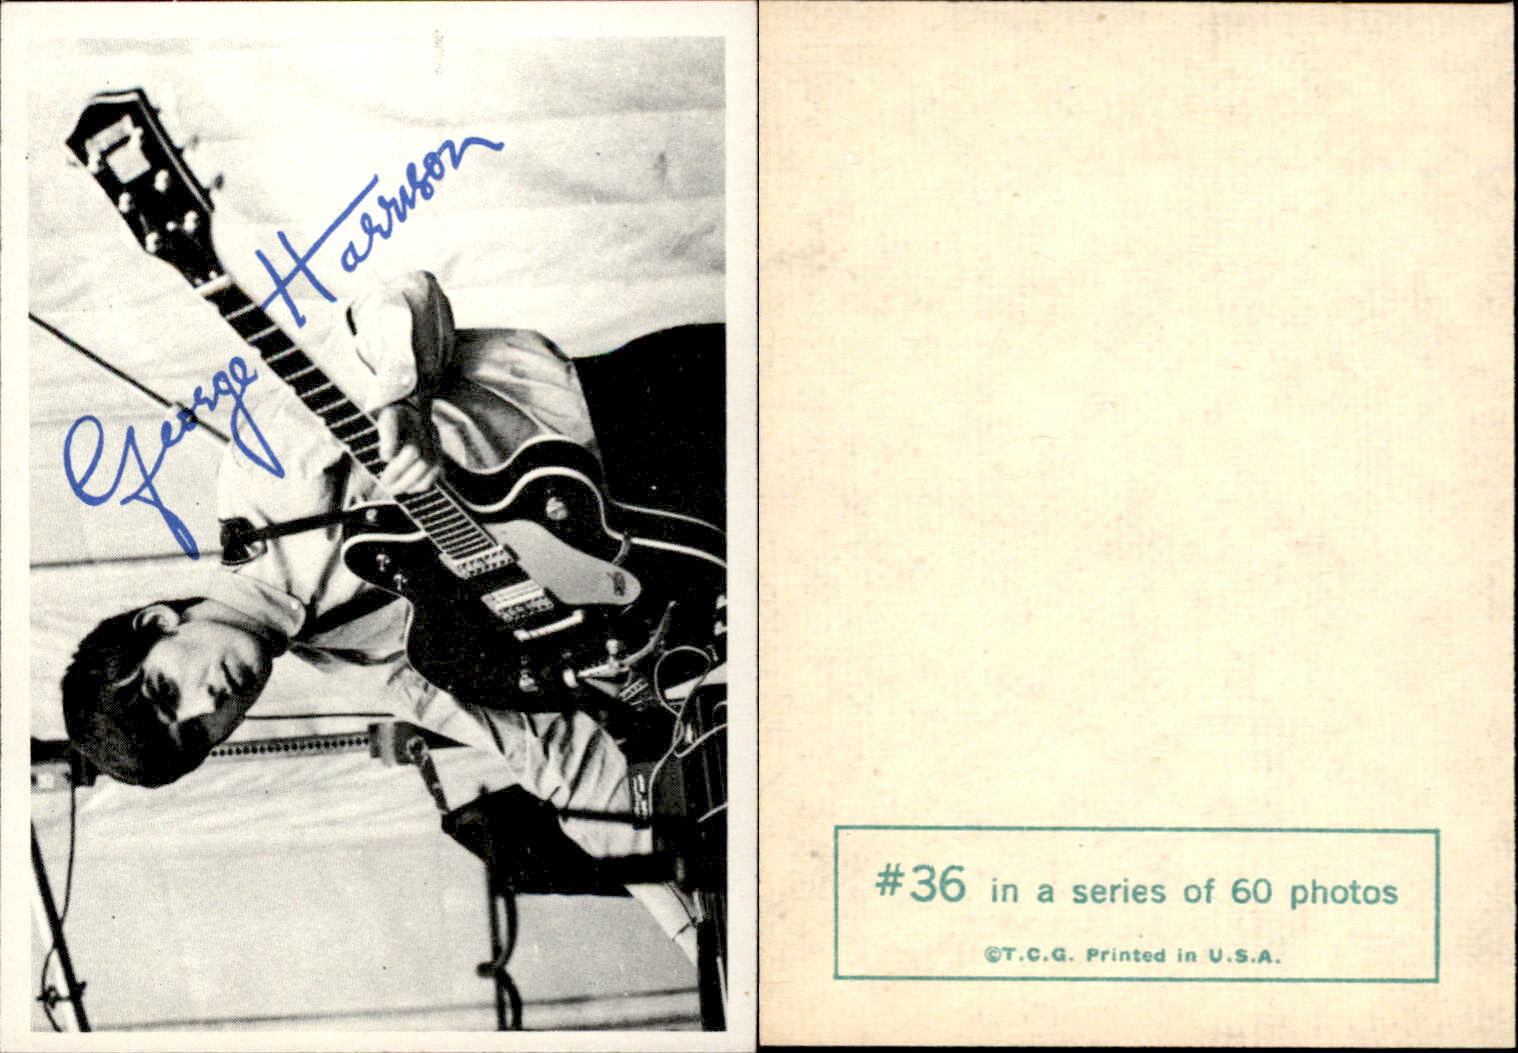 George Harrison
#36 in a series of 60 photos
©T.C.G. Printed in U.S.A.